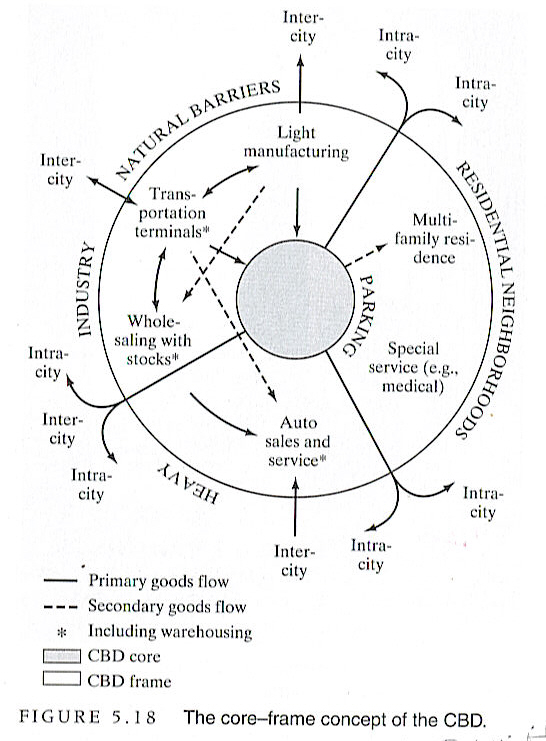 Inter-
city
Intra-
city
Intra-
city
NATURAL BARRIERS
Light
manufacturing
Inter-
city
Trans-
portation
terminals*
RESIDENTIAL NEIGHBORHOODS
Multi-
family resi-
dence
INDUSTRY
PARKING
Whole-
saling with
stocks*
Special
service (e.g.,
medical)
Intra-
city
Inter-
city
Auto
sales and
service*
HEAVY
Intra-
city
Intra-
city
Inter-
city
Intra-
city
Primary goods flow
Secondary goods flow
* Including warehousing
CBD core
CBD frame
FIGURE 5.18 The core–frame concept of the CBD.